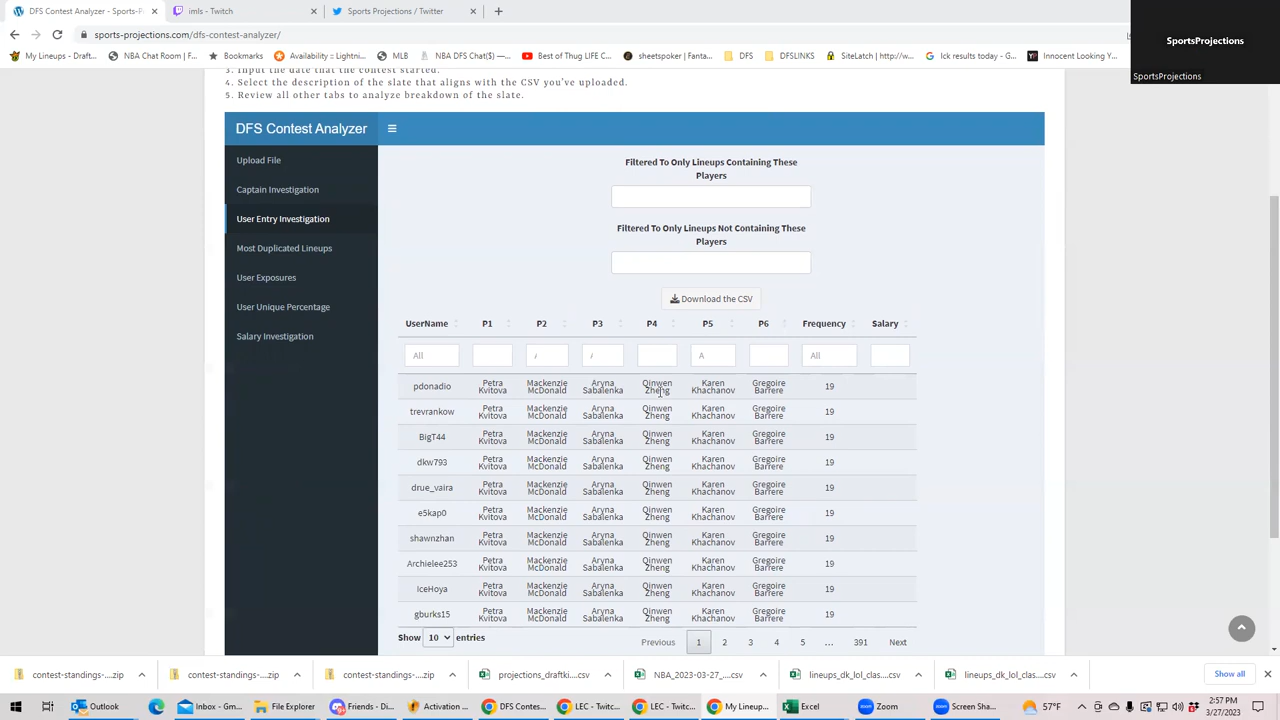 DFS Contest Analyzer - Sports-P
imls - Twitch
Sports Projections / Twitter
sports-projections.com/dfs-contest-analyzer/
My Lineups - Draft...
NBA Chat Room | F...
Bookmarks
Availability :: Lightni...
MLB
NBA DFS Chat($) -...
Best of Thug LIFE C...
sheetspoker | Fanta...
DFS
DFSLINKS
SiteLatch | http://w...
lck results today - G...
Innocent Looking Y...
SportsProjections
SportsProjections
3. Input the date that the contest started.
4. Select the description of the slate that aligns with the CSV you've uploaded.
5. Review all other tabs to analyze breakdown of the slate.
DFS Contest Analyzer
Upload File
Captain Investigation
User Entry Investigation
Most Duplicated Lineups
User Exposures
User Unique Percentage
Salary Investigation
Filtered To Only Lineups Containing These
Players
Filtered To Only Lineups Not Containing These
Players
Download the CSV
UserName P1 P2 P3 P4 P5 P6 Frequency Salary
All A All
pdonadio Petra Kvitova Mackenzie McDonald Aryna Sabalenka Qinwen Zheng Karen Khachanov Gregoire Barrere 19
trevrankow Petra Kvitova Mackenzie McDonald Aryna Sabalenka Qinwen Zheng Karen Khachanov Gregoire Barrere 19
BigT44 Petra Kvitova Mackenzie McDonald Aryna Sabalenka Qinwen Zheng Karen Khachanov Gregoire Barrere 19
dkw793 Petra Kvitova Mackenzie McDonald Aryna Sabalenka Qinwen Zheng Karen Khachanov Gregoire Barrere 19
drue_vaira Petra Kvitova Mackenzie McDonald Aryna Sabalenka Qinwen Zheng Karen Khachanov Gregoire Barrere 19
e5kap0 Petra Kvitova Mackenzie McDonald Aryna Sabalenka Qinwen Zheng Karen Khachanov Gregoire Barrere 19
shawnzhan Petra Kvitova Mackenzie McDonald Aryna Sabalenka Qinwen Zheng Karen Khachanov Gregoire Barrere 19
Archielee253 Petra Kvitova Mackenzie McDonald Aryna Sabalenka Qinwen Zheng Karen Khachanov Gregoire Barrere 19
IceHoya Petra Kvitova Mackenzie McDonald Aryna Sabalenka Qinwen Zheng Karen Khachanov Gregoire Barrere 19
gburks15 Petra Kvitova Mackenzie McDonald Aryna Sabalenka Qinwen Zheng Karen Khachanov Gregoire Barrere 19
Show 10 entries
Previous 1 2 3 4 5 ... 391 Next
contest-standings-....zip
contest-standings-....zip
contest-standings-....zip
projections_draftki....csv
NBA_2023-03-27_....csv
lineups_dk_lol_clas....csv
lineups_dk_lol_clas....csv
Show all
Outlook
Inbox - Gm...
File Explorer
Friends - Di...
Activation ...
DFS Contes...
LEC - Twitc...
LEC - Twitc...
My Lineup...
Excel
Zoom
Screen Sha...
57°F
2:57 PM
3/27/2023